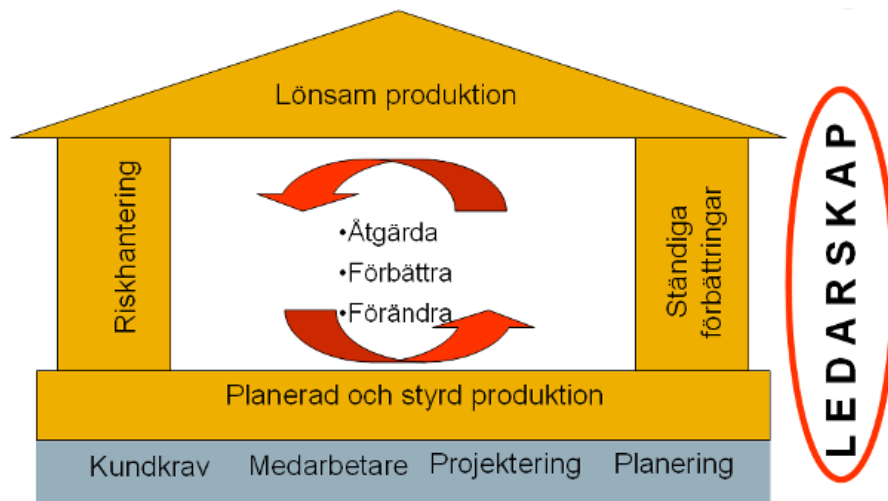 Lönsam produktion
Riskhantering
•Åtgärda
•Förbättra
•Förändra
Ständiga
förbättringar
LEDARSKAP
Planerad och styrd produktion
Kundkrav Medarbetare Projektering Planering